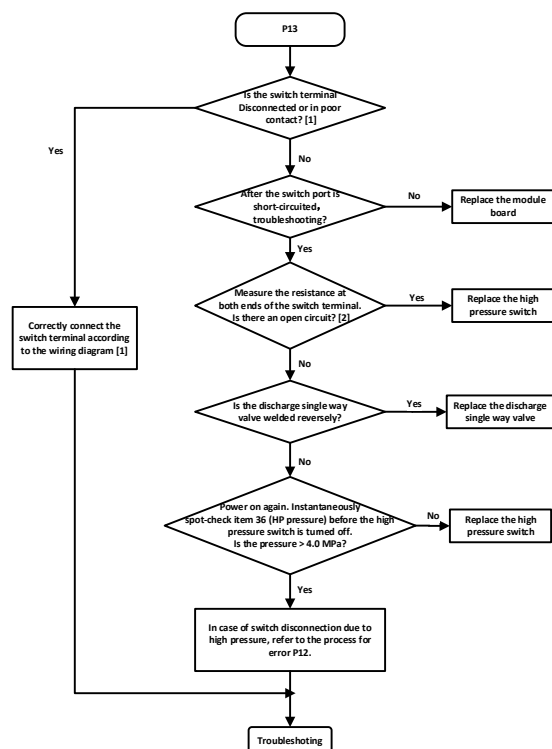 P13
Is the switch terminal
Disconnected or in poor
contact? [1]
Yes
No
After the switch port is
short-circuited,
troubleshooting?
No
Replace the module
board
Yes
Measure the resistance at
both ends of the switch terminal.
Is there an open circuit? [2]
Yes
Replace the high
pressure switch
Correctly connect the
switch terminal according
to the wiring diagram [1]
No
Is the discharge single way
valve welded reversely?
Yes
Replace the discharge
single way valve
No
Power on again. Instantaneously
spot-check item 36 (HP pressure) before the high
pressure switch is turned off.
Is the pressure > 4.0 MPa?
No
Replace the high
pressure switch
Yes
In case of switch disconnection due to
high pressure, refer to the process for
error P12.
Troubleshoting